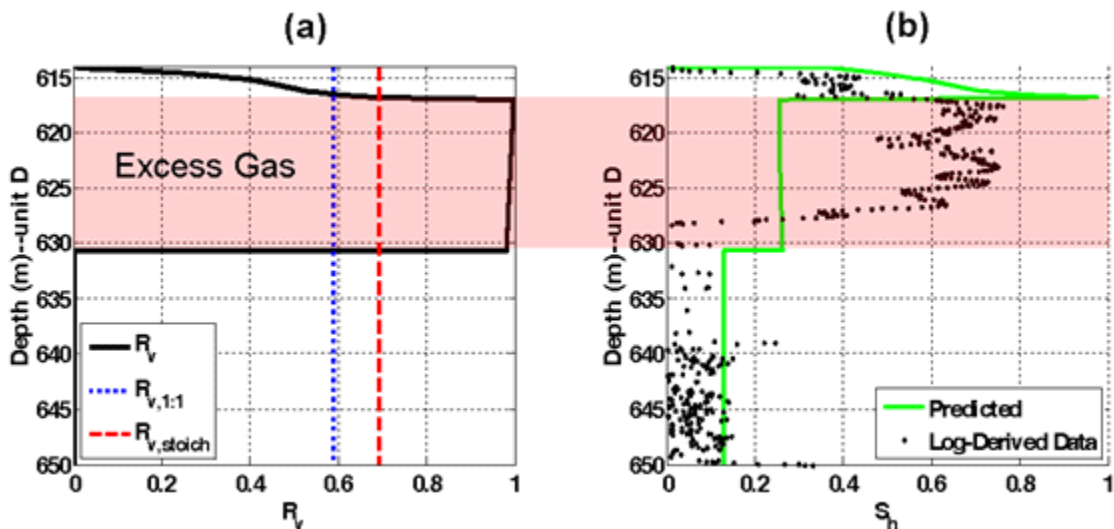 (a)
(b)
Depth (m)--unit D
615
620
625
630
635
640
645
650
Excess Gas
R_v
R_v,1:1
R_v,stoich
0
0.2
0.4
0.6
0.8
1
R_v
Depth (m)--unit D
615
620
625
630
635
640
645
650
Predicted
Log-Derived Data
0
0.2
0.4
0.6
0.8
1
S_h